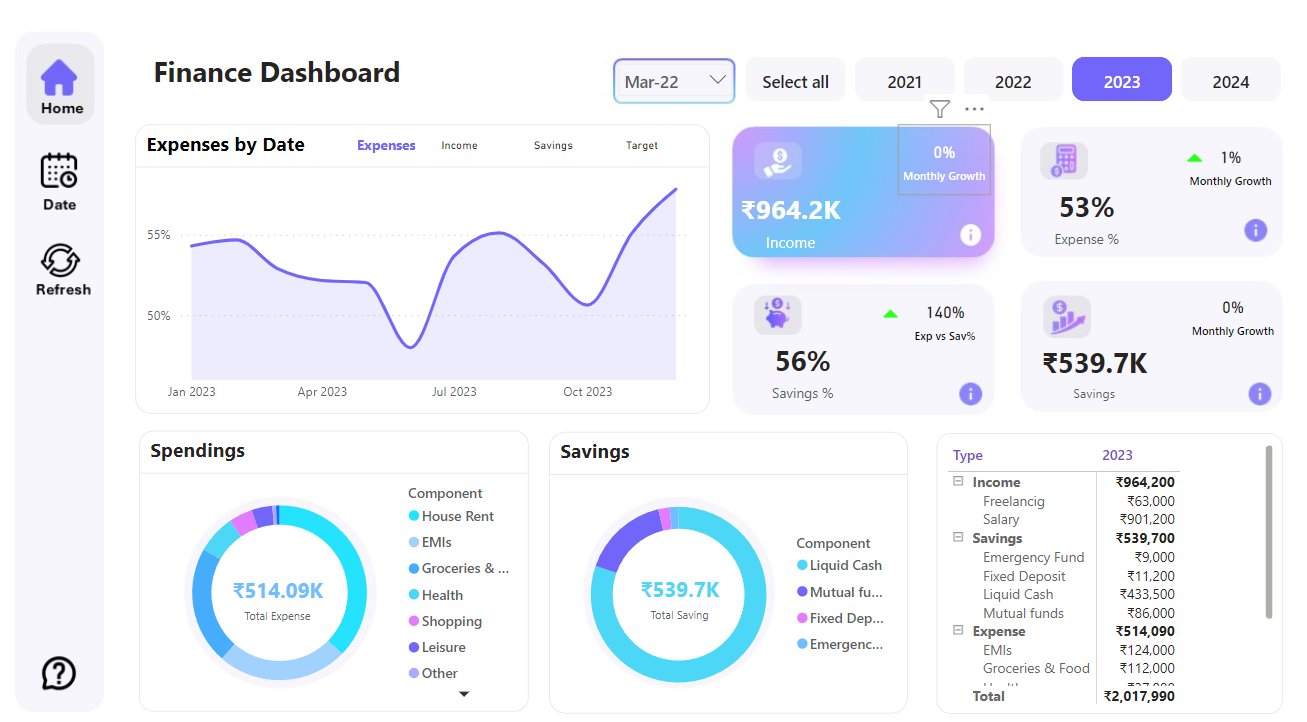 Home
Date
Refresh
Finance Dashboard
Mar-22
Select all
2021
2022
2023
2024
Expenses by Date
Expenses
Income
Savings
Target
55%
50%
Jan 2023
Apr 2023
Jul 2023
Oct 2023
0%
Monthly Growth
₹964.2K
Income
1%
Monthly Growth
53%
Expense %
140%
Exp vs Sav%
56%
Savings %
0%
Monthly Growth
₹539.7K
Savings
Spendings
₹514.09K
Total Expense
Component
House Rent
EMIs
Groceries & ...
Health
Shopping
Leisure
Other
Savings
₹539.7K
Total Saving
Component
Liquid Cash
Mutual fu...
Fixed Dep...
Emergenc...
Type 2023
Income ₹964,200
Freelancig ₹63,000
Salary ₹901,200
Savings ₹539,700
Emergency Fund ₹9,000
Fixed Deposit ₹11,200
Liquid Cash ₹433,500
Mutual funds ₹86,000
Expense ₹514,090
EMIs ₹124,000
Groceries & Food ₹112,000
Total ₹2,017,990